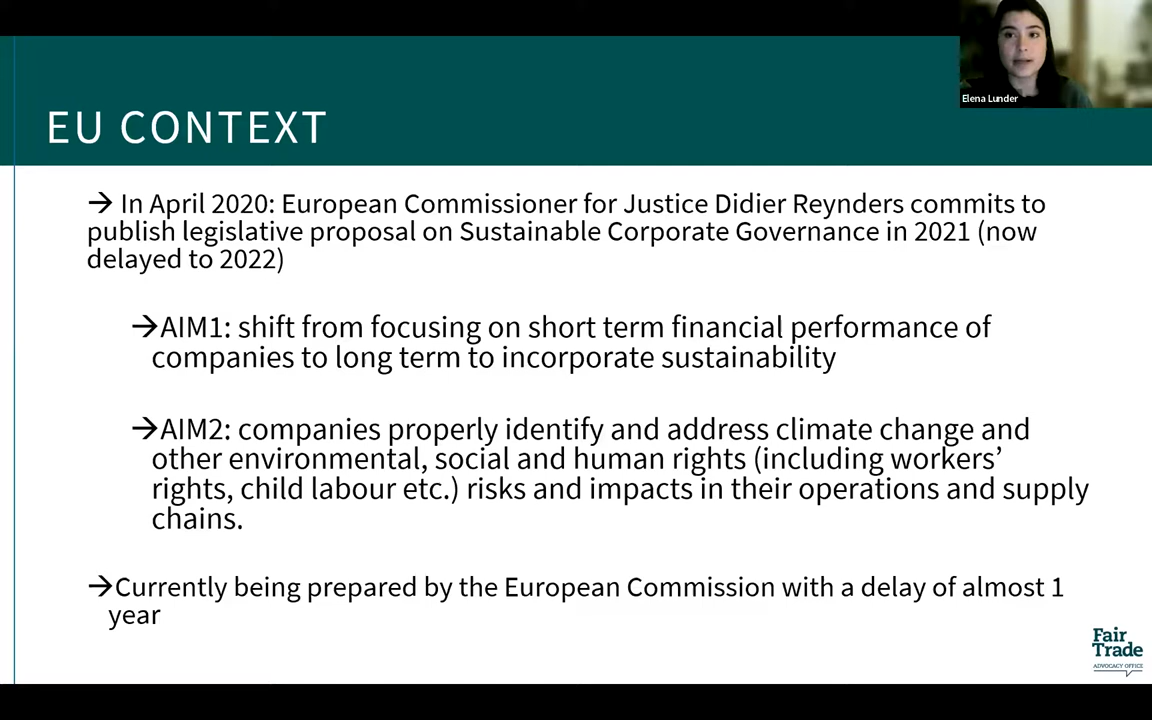 Elena Lunder
EU CONTEXT
→ In April 2020: European Commissioner for Justice Didier Reynders commits to
publish legislative proposal on Sustainable Corporate Governance in 2021 (now
delayed to 2022)
→AIM1: shift from focusing on short term financial performance of
companies to long term to incorporate sustainability
→AIM2: companies properly identify and address climate change and
other environmental, social and human rights (including workers’
rights, child labour etc.) risks and impacts in their operations and supply
chains.
→Currently being prepared by the European Commission with a delay of almost 1
year
Fair
Trade
ADVOCACY OFFICE